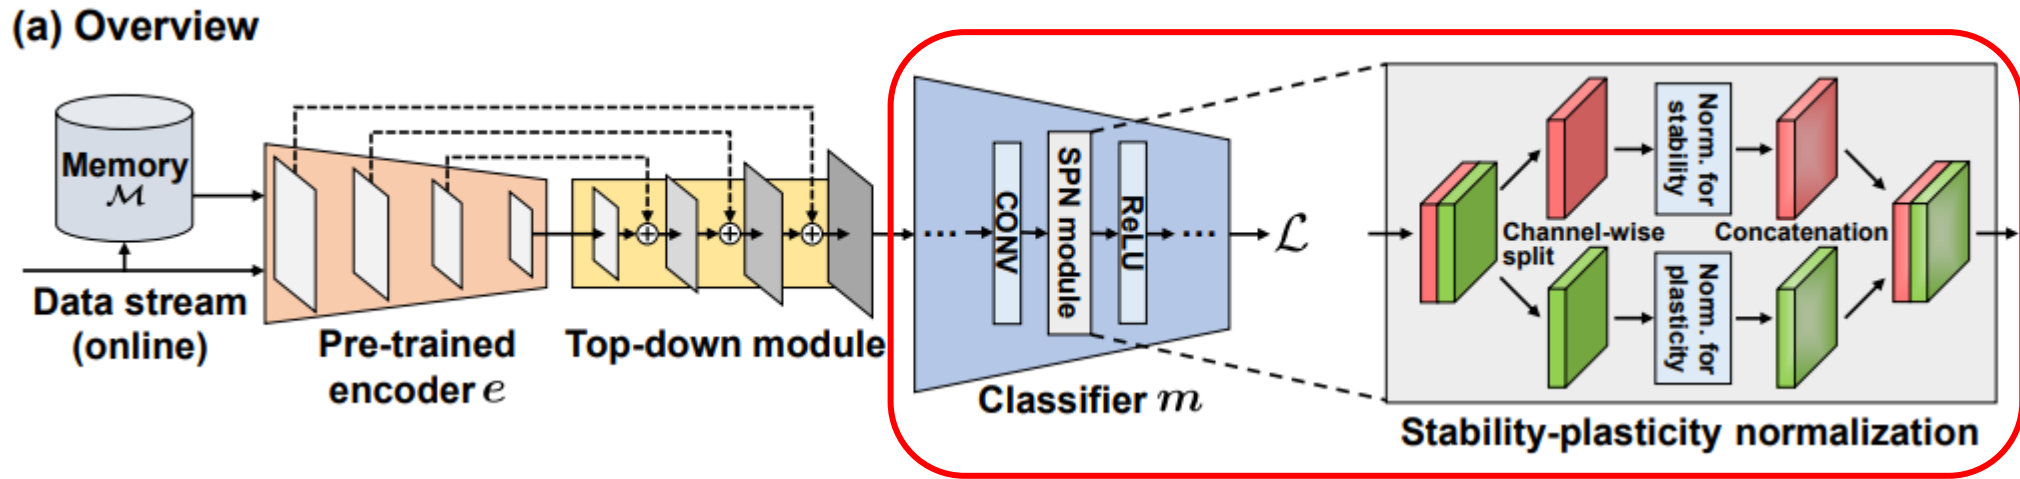 (a) Overview
Memory
ℳ
Data stream
(online)
Pre-trained
encoder e
Top-down module
...
CONV
SPN module
ReLU
...
ℒ
Classifier m
Channel-wise
split
Norm. for
stability
Norm. for
plasticity
Concatenation
Stability-plasticity normalization